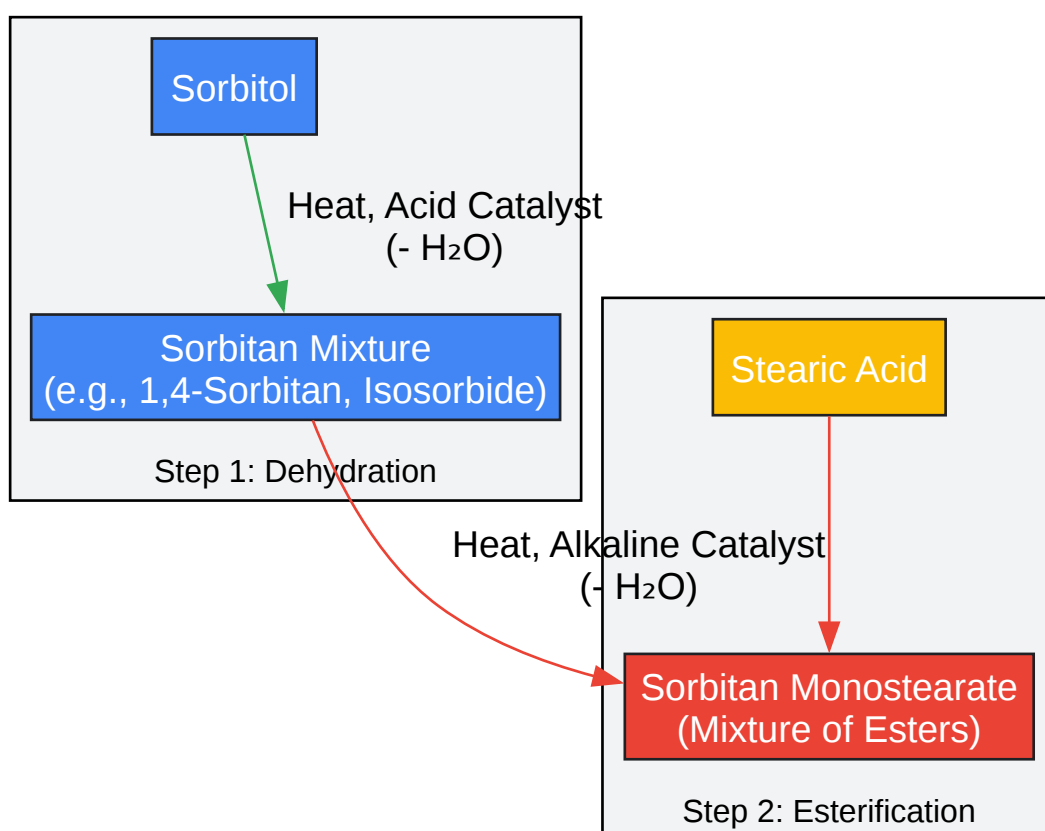 Sorbitol
Heat, Acid Catalyst
(- H₂O)
Sorbitan Mixture
(e.g., 1,4-Sorbitan, Isosorbide)
Step 1: Dehydration
Stearic Acid
Heat, Alkaline Catalyst
(- H₂O)
Sorbitan Monostearate
(Mixture of Esters)
Step 2: Esterification